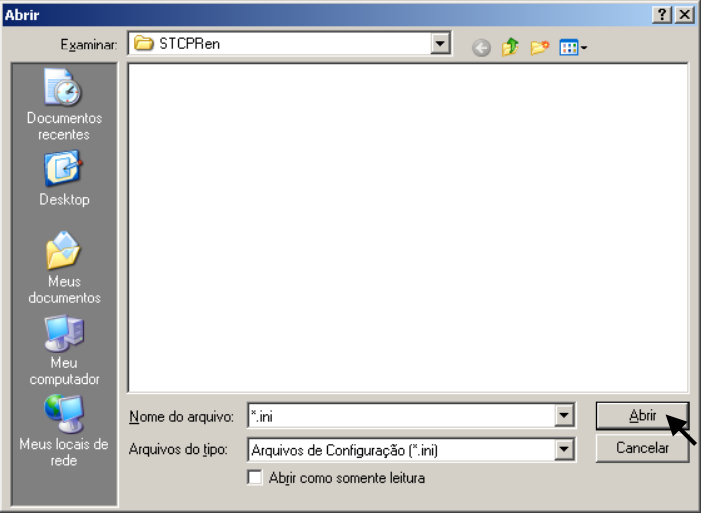 Abrir
Examinar:
STCPRen
Documentos
recentes
Desktop
Meus
documentos
Meu
computador
Meus locais de
rede
Nome do arquivo:
*.ini
Abrir
Arquivos do tipo:
Arquivos de Configuração (*.ini)
Cancelar
Abrir como somente leitura